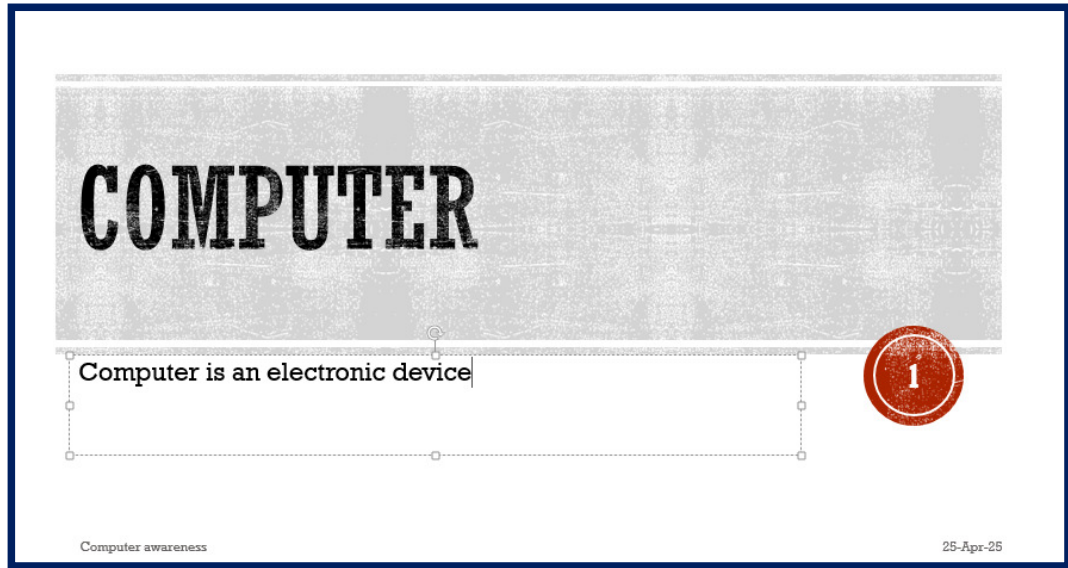 COMPUTER
Computer is an electronic device
1
Computer awareness
25-Apr-25